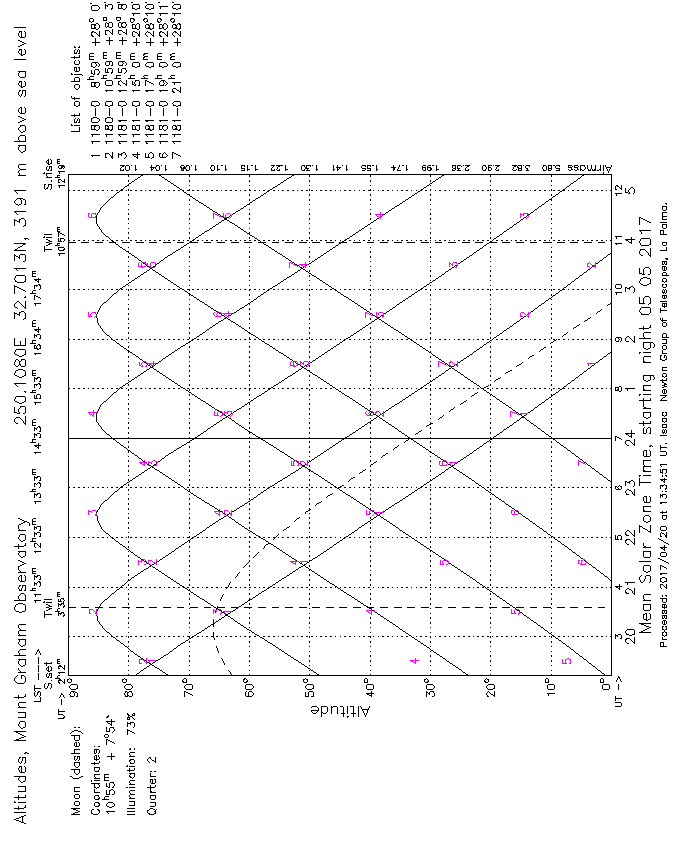 Altitudes, Mount Graham Observatory 250.1080E 32.7013N, 3191 m above sea level
List of objects:
1 1180-0 8ʰ59ᵐ +28° 0'
2 1180-0 10ʰ59ᵐ +28° 3'
3 1181-0 12ʰ59ᵐ +28° 8'
4 1181-0 15ʰ 0ᵐ +28°10'
5 1181-0 17ʰ 0ᵐ +28°10'
6 1181-0 19ʰ 0ᵐ +28°11'
7 1181-0 21ʰ 0ᵐ +28°10'
LST ----> 11ʰ33ᵐ 12ʰ33ᵐ 13ʰ33ᵐ 14ʰ33ᵐ 15ʰ33ᵐ 16ʰ34ᵐ 17ʰ34ᵐ
S.set Twil Twil S.rise
UT -> 2ʰ12ᵐ 3ʰ35ᵐ 10ʰ57ᵐ 12ʰ19ᵐ
Moon (dashed):
Coordinates:
10ʰ55ᵐ + 7°54'
Illumination: 73%
Quarter: 2
90° 80° 70° 60° 50° 40° 30° 20° 10° 0°
Altitude
1.02 1.04 1.06 1.10 1.15 1.22 1.30 1.41 1.55 1.74 1.99 2.36 2.90 3.82 5.60 Airmass
UT -> 3 4 5 6 7 8 9 10 11 12
20 21 22 23 24 1 2 3 4 5
Mean Solar Zone Time, starting night 05 05 2017
Processed: 2017/04/20 at 13:34:51 UT. Isaac Newton Group of Telescopes, La Palma.